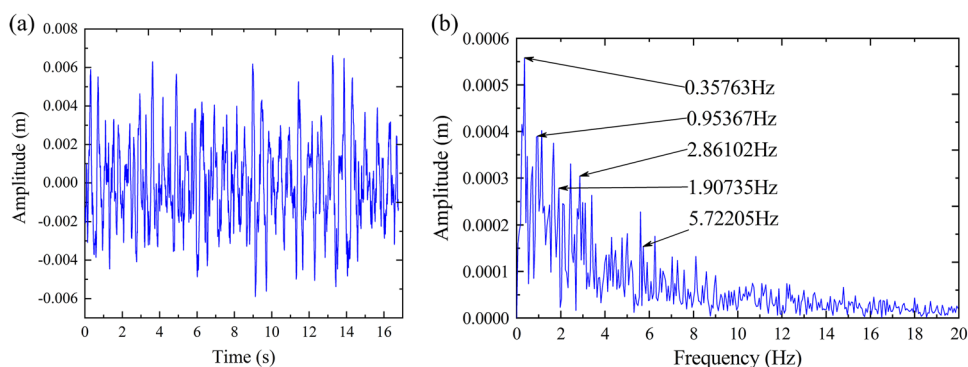 (a)
0.008
0.006
0.004
0.002
0.000
-0.002
-0.004
-0.006
Amplitude (m)
0 2 4 6 8 10 12 14 16
Time (s)
(b)
0.0006
0.0005
0.0004
0.0003
0.0002
0.0001
0.0000
Amplitude (m)
0.35763Hz
0.95367Hz
2.86102Hz
1.90735Hz
5.72205Hz
0 2 4 6 8 10 12 14 16 18 20
Frequency (Hz)